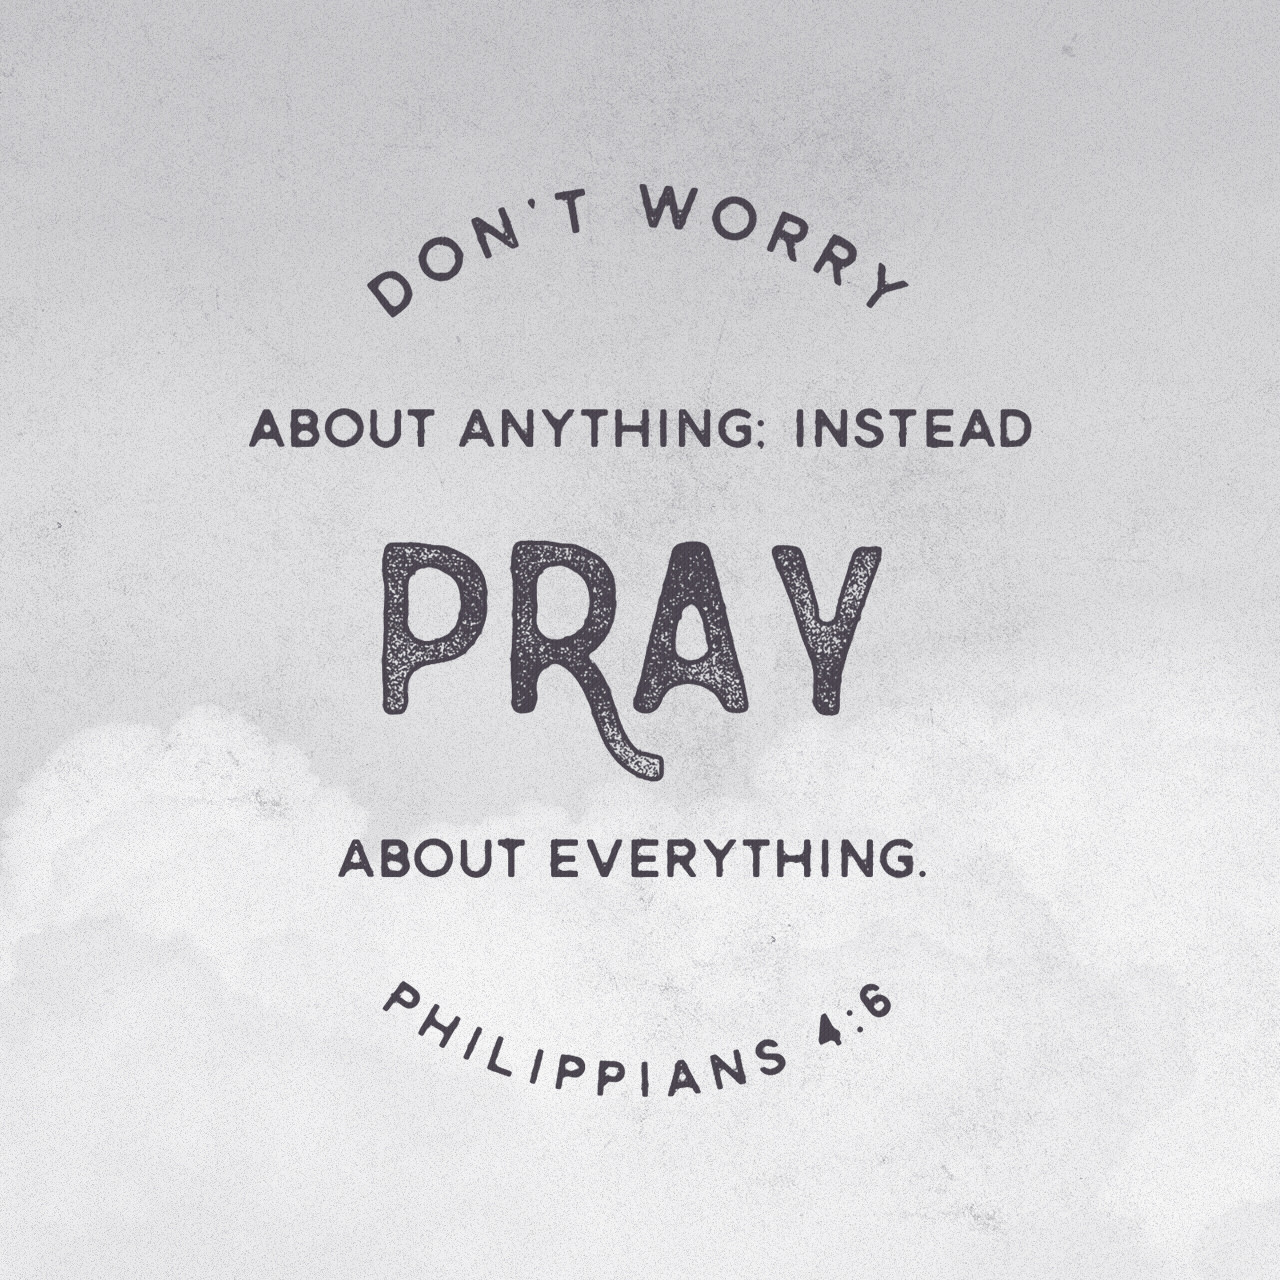 DON'T WORRY
ABOUT ANYTHING; INSTEAD
PRAY
ABOUT EVERYTHING.
PHILIPPIANS 4:6